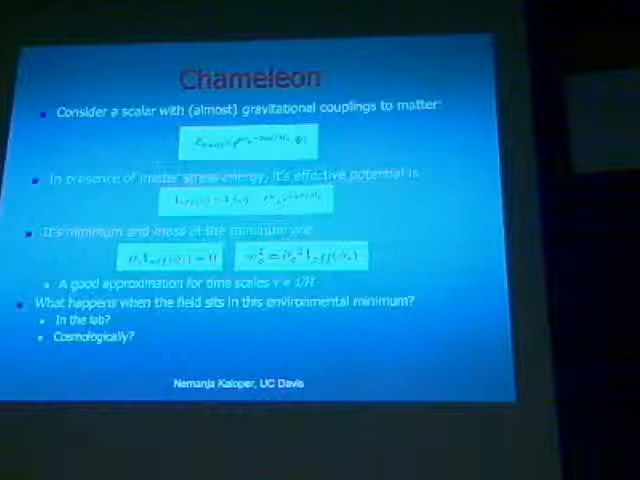 Chameleon
Consider a scalar with (almost) gravitational couplings to matter:
In presence of matter stress energy, it's effective potential is
It's minimum and mass at the minimum are
A good approximation for time scales
What happens when the field sits in this environmental minimum?
In the lab?
Cosmologically?
Nemanja Kaloper, UC Davis